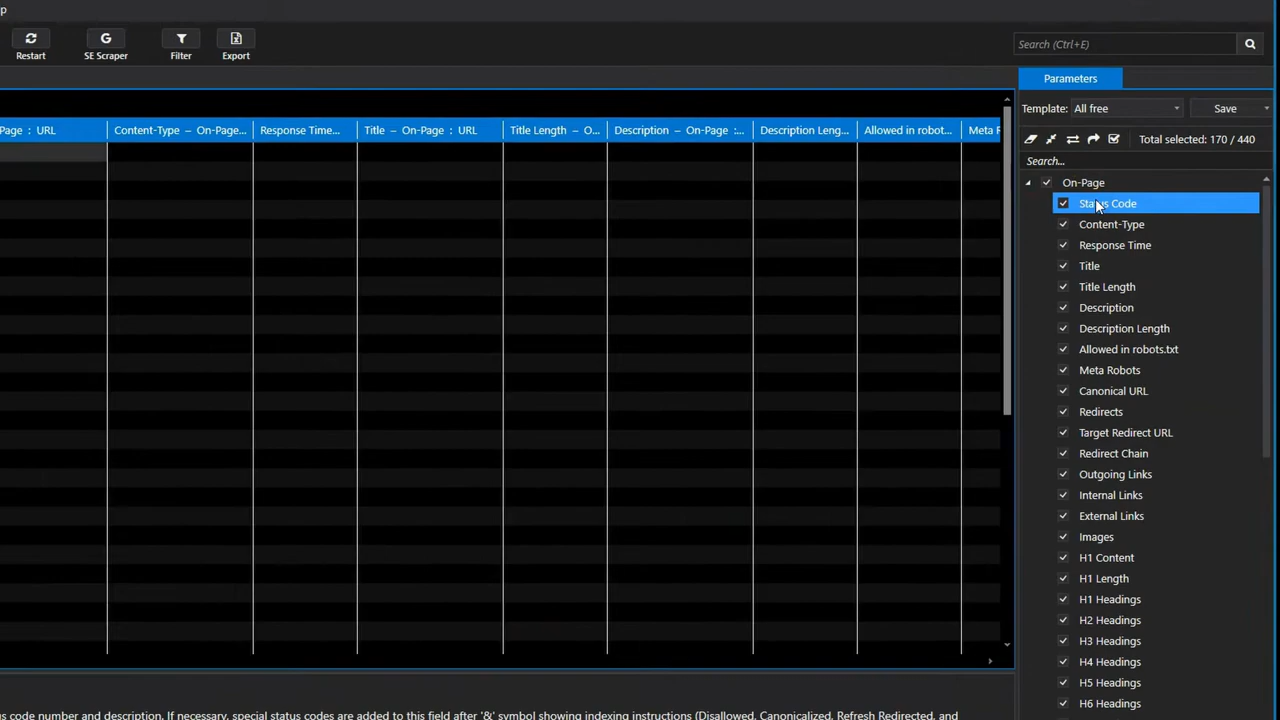 p
Restart SE Scraper Filter Export
Search (Ctrl+E)
Parameters
Template: All free Save
Page : URL Content-Type – On-Page... Response Time... Title – On-Page : URL Title Length – O... Description – On-Page :... Description Leng... Allowed in robot... Meta R
Total selected: 170 / 440
Search...
On-Page
Status Code
Content-Type
Response Time
Title
Title Length
Description
Description Length
Allowed in robots.txt
Meta Robots
Canonical URL
Redirects
Target Redirect URL
Redirect Chain
Outgoing Links
Internal Links
External Links
Images
H1 Content
H1 Length
H1 Headings
H2 Headings
H3 Headings
H4 Headings
H5 Headings
H6 Headings
s code number and description. If necessary, special status codes are added to this field after '&' symbol showing indexing instructions (Disallowed, Canonicalized, Refresh Redirected, and